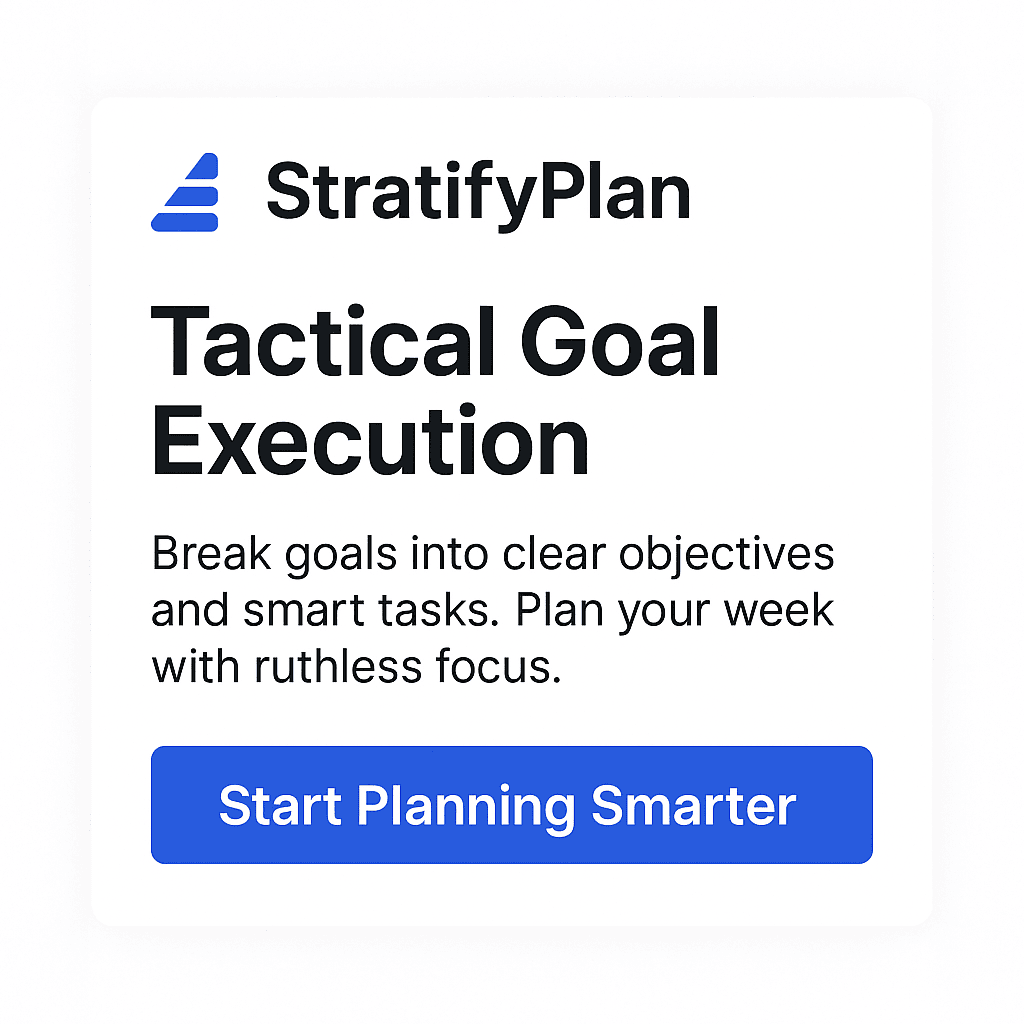 StratifyPlan
Tactical Goal
Execution
Break goals into clear objectives
and smart tasks. Plan your week
with ruthless focus.
Start Planning Smarter